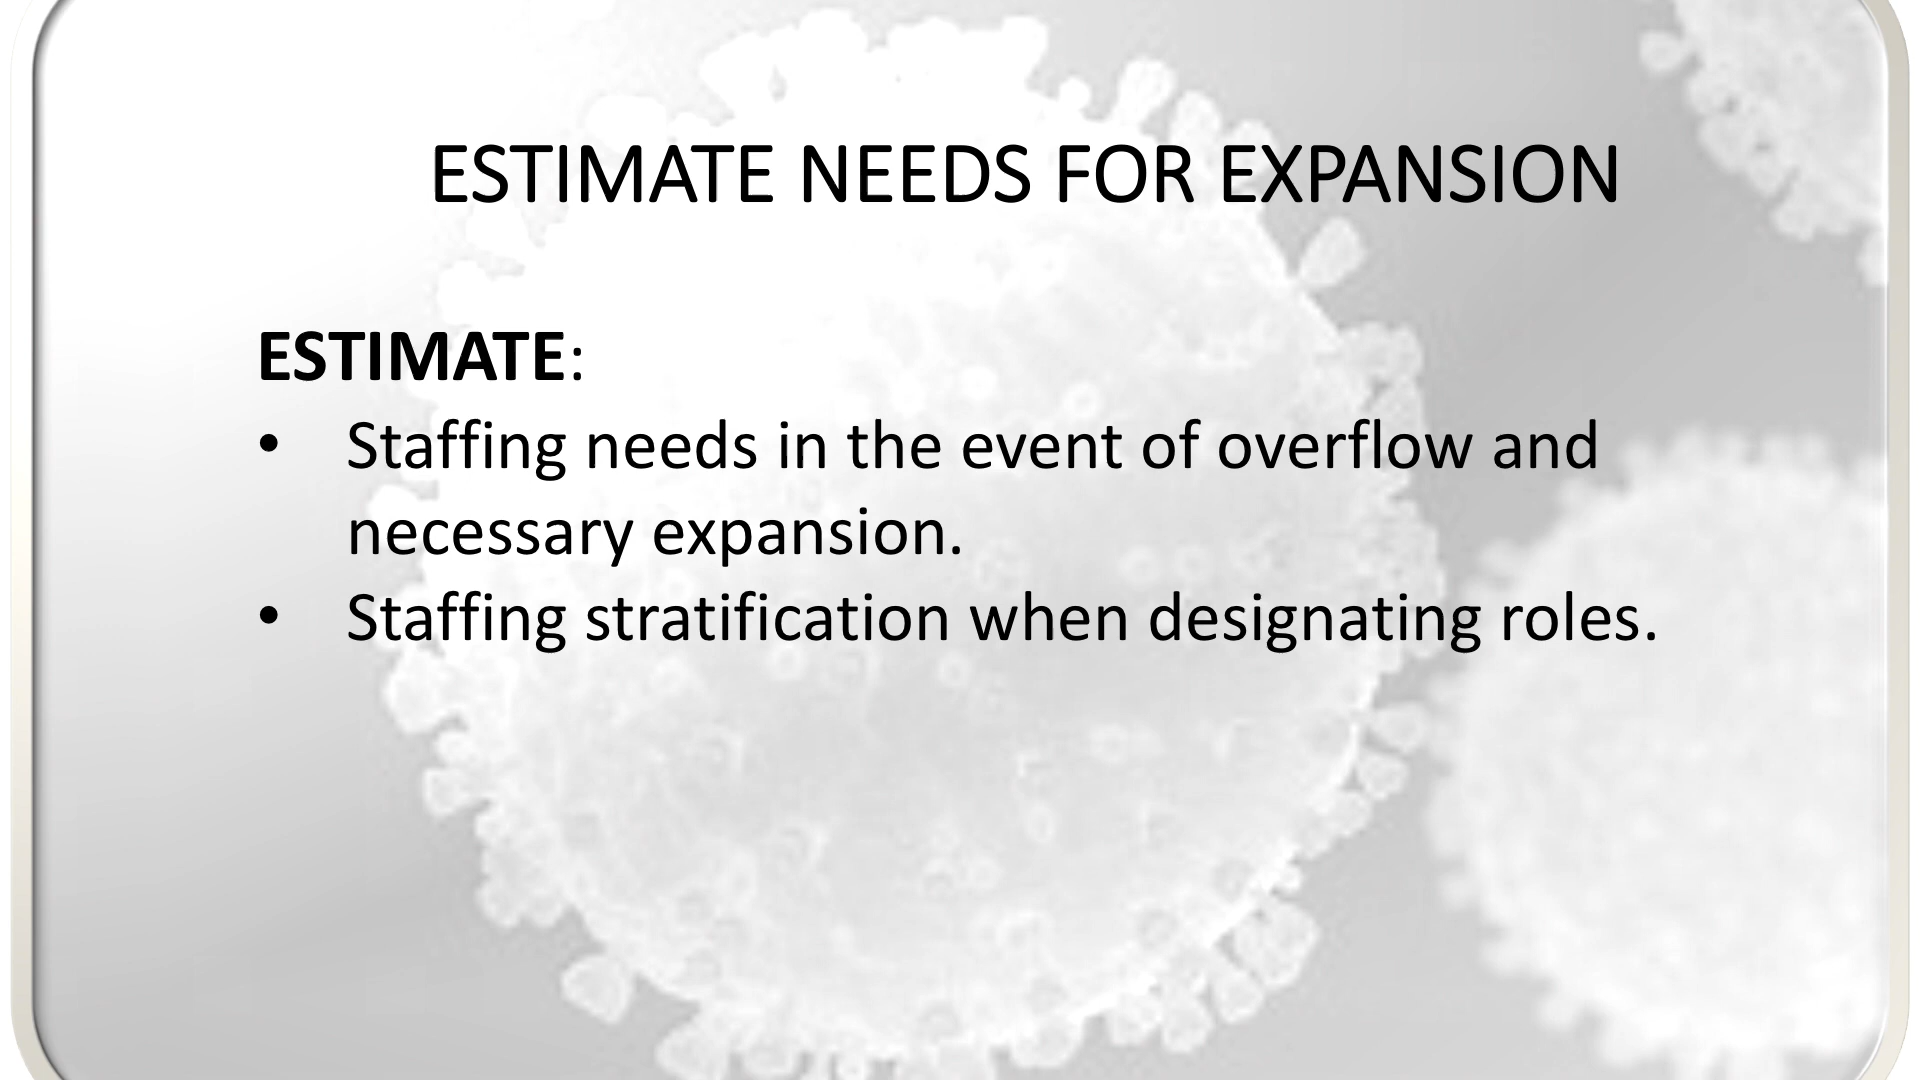 ESTIMATE NEEDS FOR EXPANSION
ESTIMATE:
• Staffing needs in the event of overflow and
necessary expansion.
• Staffing stratification when designating roles.